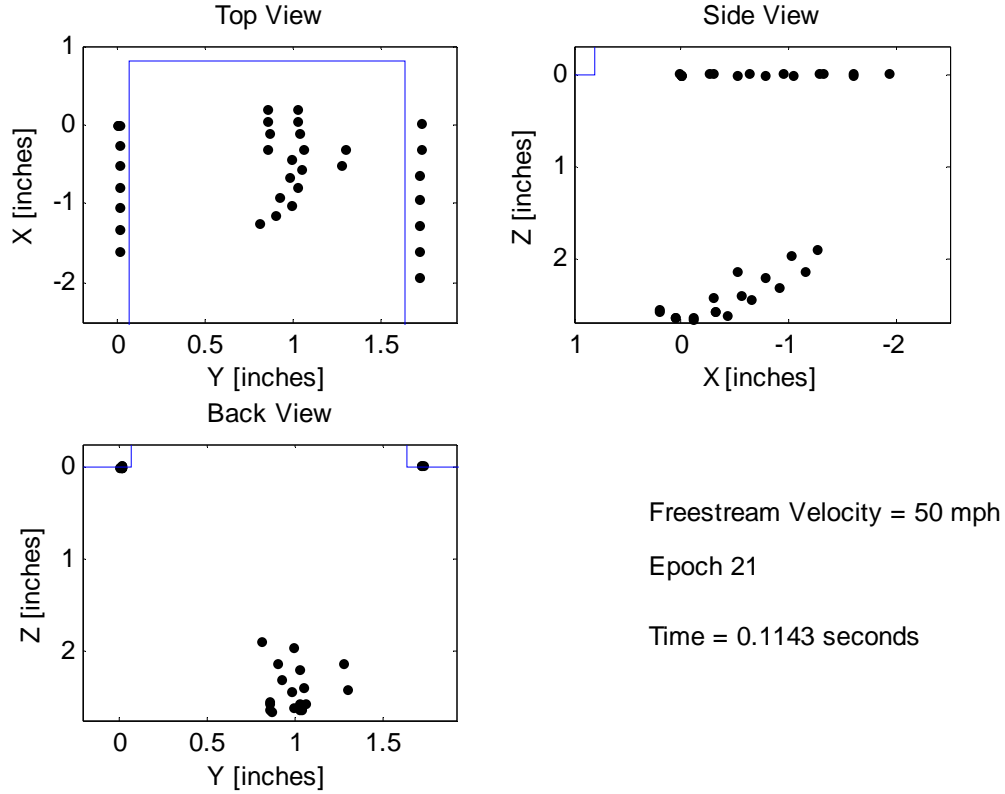 Top View
1
0
-1
-2
X [inches]
0 0.5 1 1.5
Y [inches]
Side View
0
1
2
Z [inches]
1 0 -1 -2
X [inches]
Back View
0
1
2
Z [inches]
0 0.5 1 1.5
Y [inches]
Freestream Velocity = 50 mph
Epoch 21
Time = 0.1143 seconds